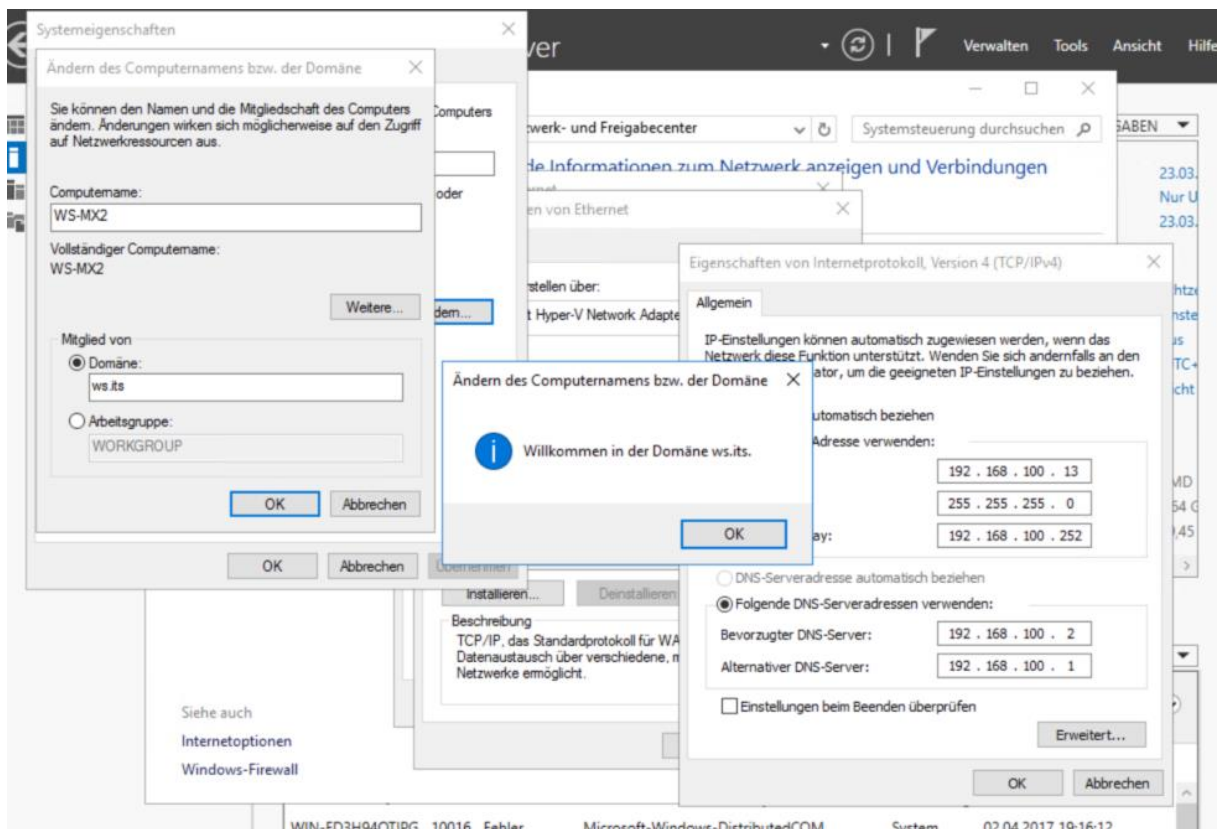 Systemeigenschaften
Ändern des Computernamens bzw. der Domäne
Sie können den Namen und die Mitgliedschaft des Computers
ändern. Änderungen wirken sich möglicherweise auf den Zugriff
auf Netzwerkressourcen aus.
Computername:
WS-MX2
Vollständiger Computername:
WS-MX2
Weitere...
Mitglied von
Domäne:
ws.its
Arbeitsgruppe:
WORKGROUP
OK Abbrechen
OK Abbrechen Übernehmen
Computers
oder
Verwalten Tools Ansicht Hilfe
und Freigabecenter
Systemsteuerung durchsuchen
Informationen zum Netzwerk anzeigen und Verbindungen
von Ethernet
über:
Hyper-V Network Adapte
23.03.
Nur U
23.03.
Eigenschaften von Internetprotokoll, Version 4 (TCP/IPv4)
Allgemein
IP-Einstellungen können automatisch zugewiesen werden, wenn das
Netzwerk diese Funktion unterstützt. Wenden Sie sich andernfalls an den
um die geeigneten IP-Einstellungen zu beziehen.
automatisch beziehen
Adresse verwenden:
192 . 168 . 100 . 13
255 . 255 . 255 . 0
192 . 168 . 100 . 252
DNS-Serveradresse automatisch beziehen
Folgende DNS-Serveradressen verwenden:
Bevorzugter DNS-Server: 192 . 168 . 100 . 2
Alternativer DNS-Server: 192 . 168 . 100 . 1
Einstellungen beim Beenden überprüfen
Erweitert...
OK Abbrechen
Ändern des Computernamens bzw. der Domäne
Willkommen in der Domäne ws.its.
OK
Installieren... Deinstallieren
Beschreibung
TCP/IP, das Standardprotokoll für WA
Datenaustausch über verschiedene, m
Netzwerke ermöglicht.
Siehe auch
Internetoptionen
Windows-Firewall
WIN-FD3H94OTIPG 10016 Fehler Microsoft-Windows-DistributedCOM System 02.04.2017 19:16:12